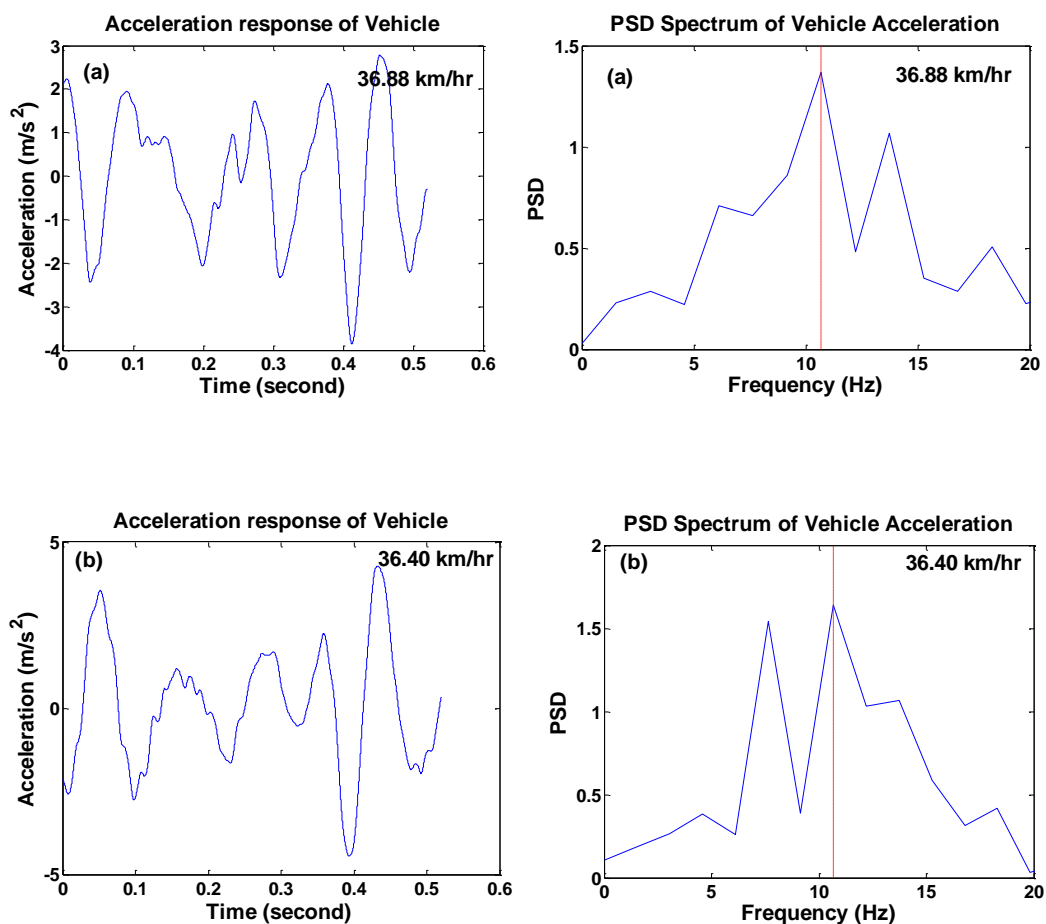 Acceleration response of Vehicle
(a)
36.88 km/hr
3
2
1
0
-1
-2
-3
-4
Acceleration (m/s²)
0 0.1 0.2 0.3 0.4 0.5 0.6
Time (second)
PSD Spectrum of Vehicle Acceleration
(a)
36.88 km/hr
1.5
1
0.5
0
PSD
0 5 10 15 20
Frequency (Hz)
Acceleration response of Vehicle
(b)
36.40 km/hr
5
0
-5
Acceleration (m/s²)
0 0.1 0.2 0.3 0.4 0.5 0.6
Time (second)
PSD Spectrum of Vehicle Acceleration
(b)
36.40 km/hr
2
1.5
1
0.5
0
PSD
0 5 10 15 20
Frequency (Hz)